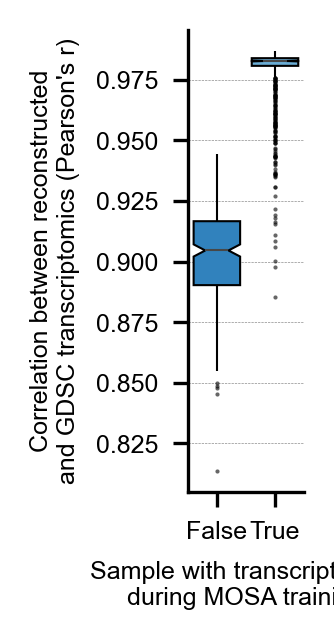 Correlation between reconstructed
and GDSC transcriptomics (Pearson's r)
0.975
0.950
0.925
0.900
0.875
0.850
0.825
False True
Sample with transcript
during MOSA traini